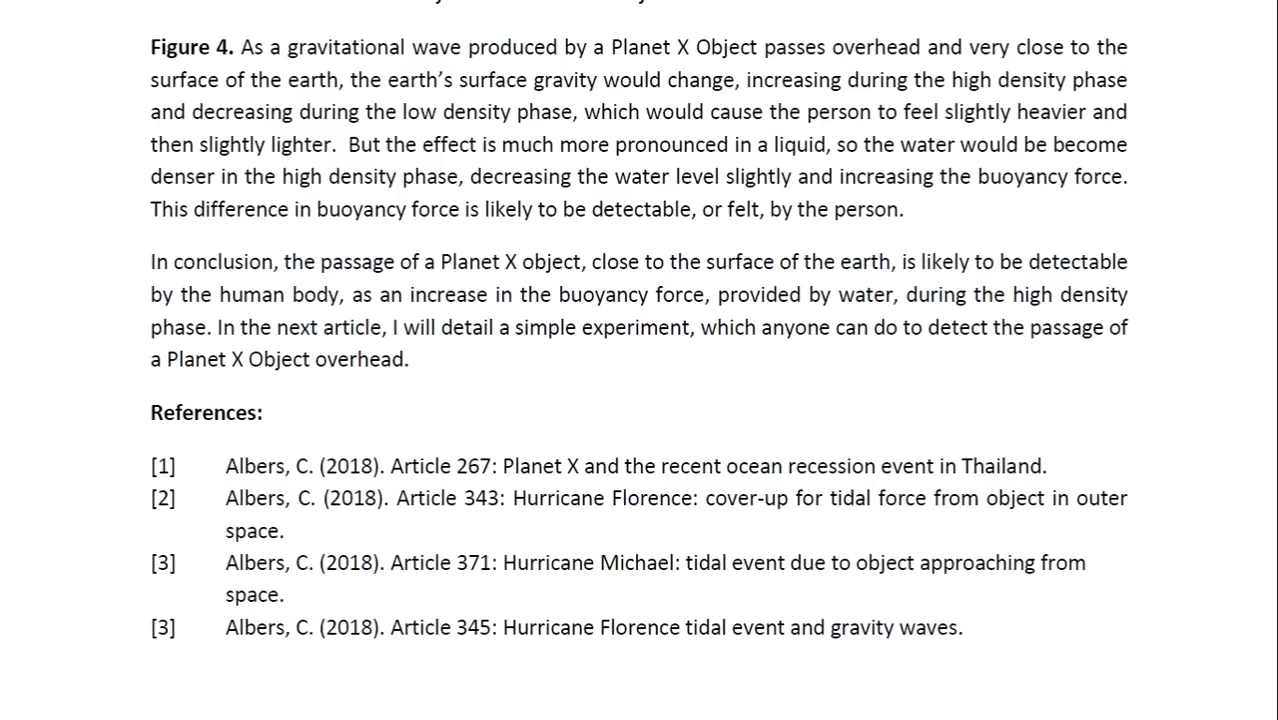 Figure 4. As a gravitational wave produced by a Planet X Object passes overhead and very close to the
surface of the earth, the earth's surface gravity would change, increasing during the high density phase
and decreasing during the low density phase, which would cause the person to feel slightly heavier and
then slightly lighter.  But the effect is much more pronounced in a liquid, so the water would be become
denser in the high density phase, decreasing the water level slightly and increasing the buoyancy force.
This difference in buoyancy force is likely to be detectable, or felt, by the person.
In conclusion, the passage of a Planet X object, close to the surface of the earth, is likely to be detectable
by the human body, as an increase in the buoyancy force, provided by water, during the high density
phase. In the next article, I will detail a simple experiment, which anyone can do to detect the passage of
a Planet X Object overhead.
References:
[1] Albers, C. (2018). Article 267: Planet X and the recent ocean recession event in Thailand.
[2] Albers, C. (2018). Article 343: Hurricane Florence: cover-up for tidal force from object in outer
space.
[3] Albers, C. (2018). Article 371: Hurricane Michael: tidal event due to object approaching from
space.
[3] Albers, C. (2018). Article 345: Hurricane Florence tidal event and gravity waves.